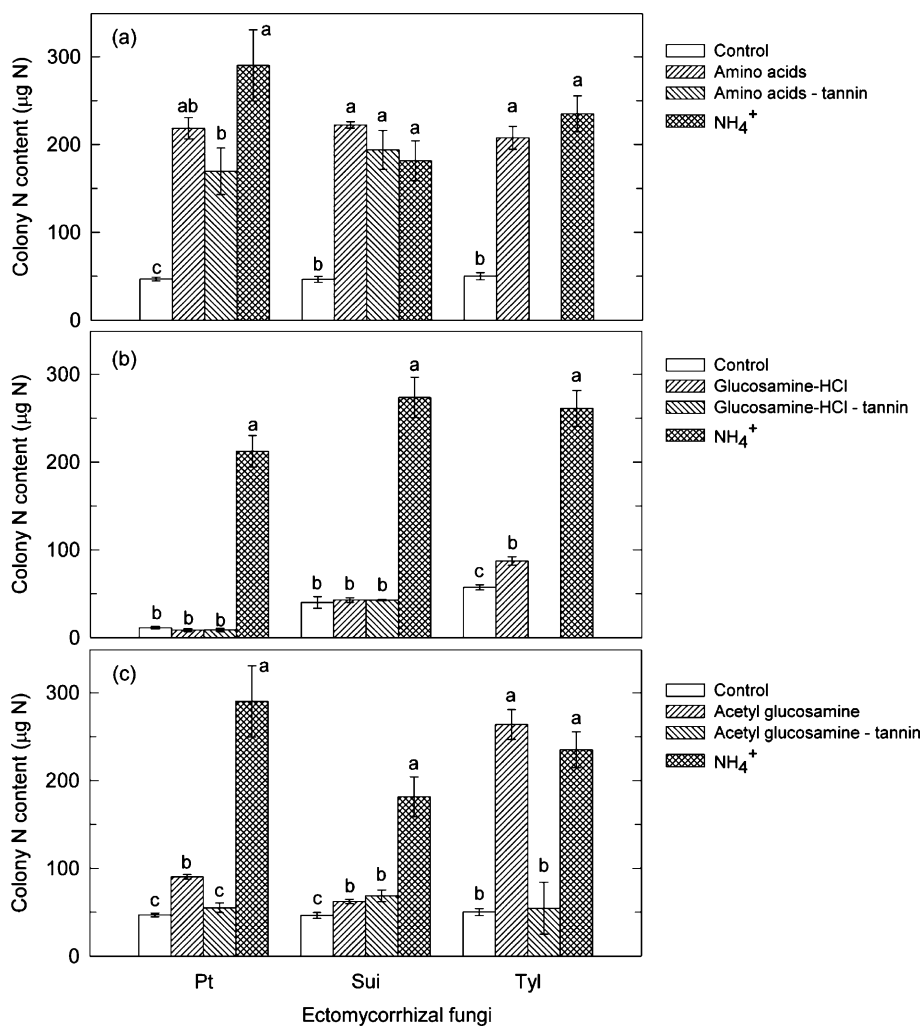 (a)
Colony N content (µg N)
300
200
100
0
c
ab
b
a
b
a
a
a
b
a
a
Control
Amino acids
Amino acids - tannin
NH₄⁺
(b)
Colony N content (µg N)
300
200
100
0
b
b
b
a
b
b
b
a
c
b
a
Control
Glucosamine-HCl
Glucosamine-HCl - tannin
NH₄⁺
(c)
Colony N content (µg N)
300
200
100
0
c
b
c
a
c
b
b
a
b
a
b
a
Control
Acetyl glucosamine
Acetyl glucosamine - tannin
NH₄⁺
Pt Sui Tyl
Ectomycorrhizal fungi